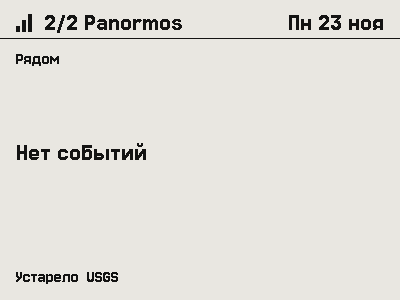 2/2 Panormos Пн 23 ноя
Рядом
Нет событий
Устарело USGS